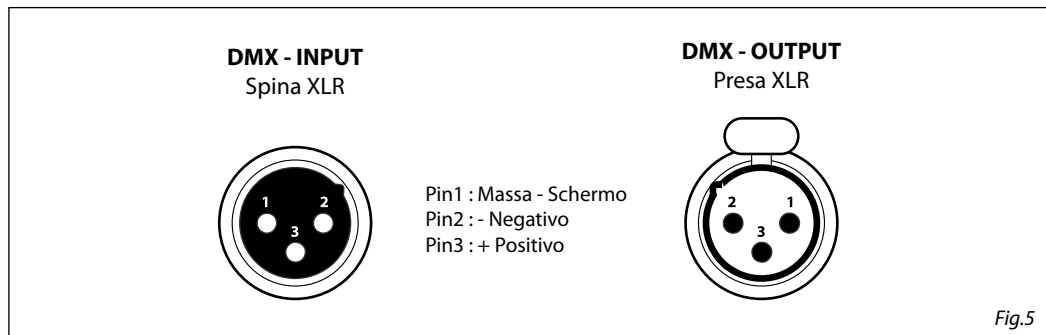 DMX - INPUT
Spina XLR
1
2
3
Pin1 : Massa - Schermo
Pin2 : - Negativo
Pin3 : + Positivo
DMX - OUTPUT
Presa XLR
2
1
3
Fig.5